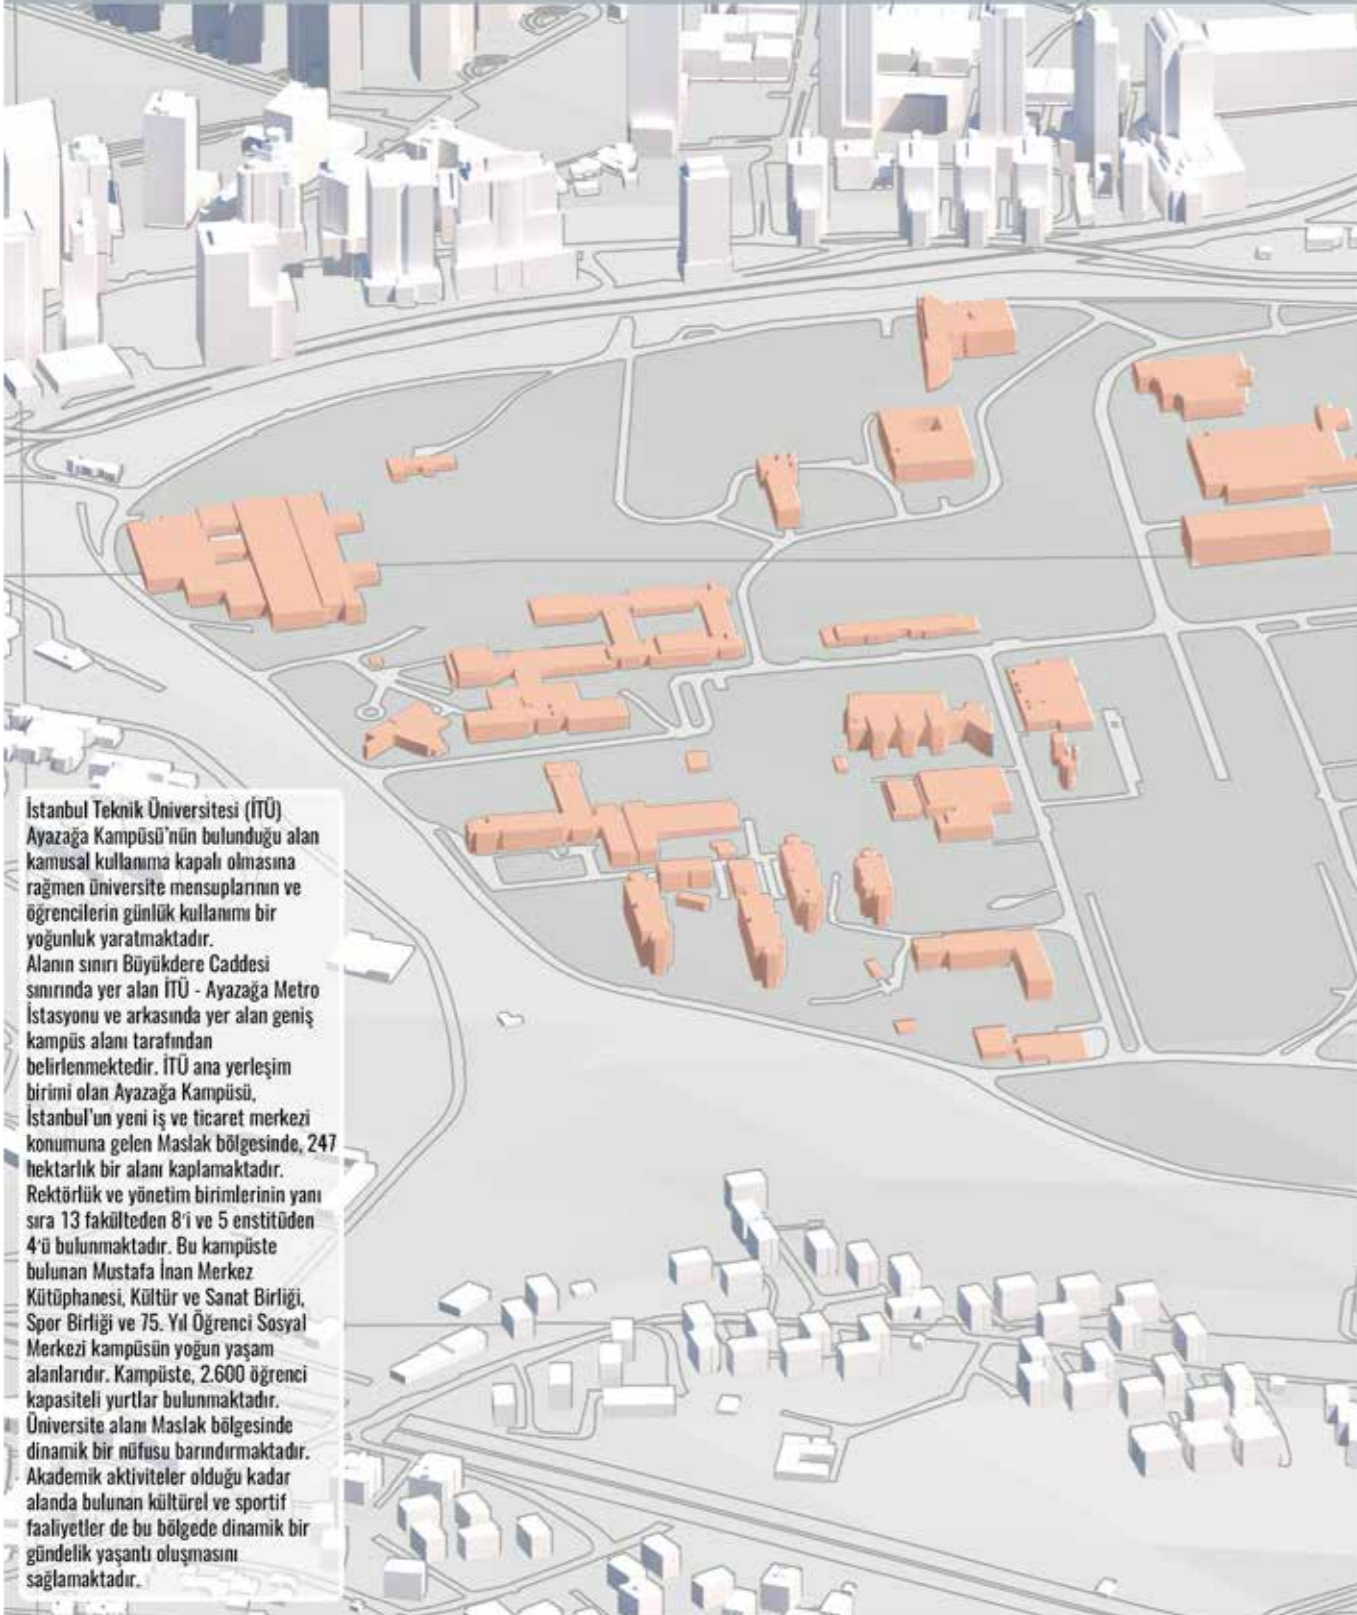 İstanbul Teknik Üniversitesi (İTÜ)
Ayazağa Kampüsü'nün bulunduğu alan
kamusal kullanıma kapalı olmasına
rağmen üniversite mensuplarının ve
öğrencilerin günlük kullanımı bir
yoğunluk yaratmaktadır.
Alanın sınırı Büyükdere Caddesi
sınırında yer alan İTÜ - Ayazağa Metro
İstasyonu ve arkasında yer alan geniş
kampüs alanı tarafından
belirlenmektedir. İTÜ ana yerleşim
birimi olan Ayazağa Kampüsü,
İstanbul'un yeni iş ve ticaret merkezi
konumuna gelen Maslak bölgesinde, 247
hektarlık bir alanı kaplamaktadır.
Rektörlük ve yönetim birimlerinin yanı
sıra 13 fakülteden 8'i ve 5 enstitüden
4'ü bulunmaktadır. Bu kampüste
bulunan Mustafa İnan Merkez
Kütüphanesi, Kültür ve Sanat Birliği,
Spor Birliği ve 75. Yıl Öğrenci Sosyal
Merkezi kampüsün yoğun yaşam
alanlarıdır. Kampüste, 2.600 öğrenci
kapasiteli yurtlar bulunmaktadır.
Üniversite alanı Maslak bölgesinde
dinamik bir nüfusu barındırmaktadır.
Akademik aktiviteler olduğu kadar
alanda bulunan kültürel ve sportif
faaliyetler de bu bölgede dinamik bir
gündelik yaşantı oluşmasını
sağlamaktadır.